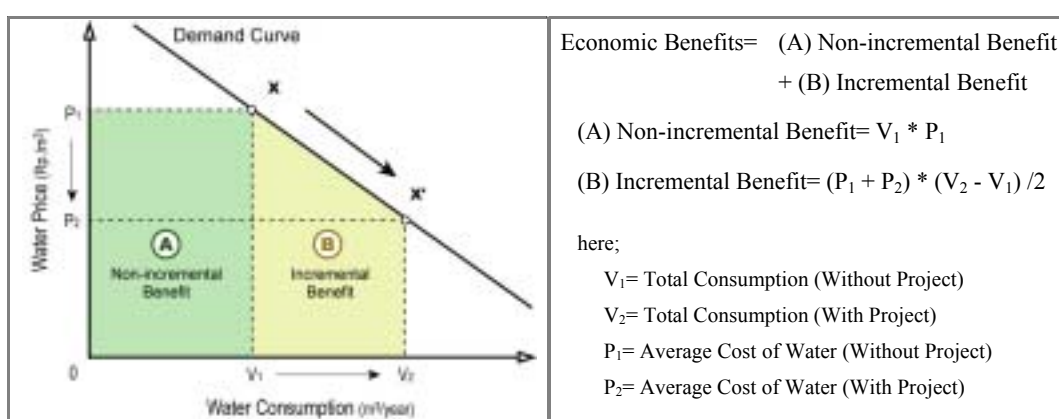 Demand Curve
X
P₁
Water Price (Rp./m³)
X'
P₂
A
Non-incremental
Benefit
B
Incremental
Benefit
0
V₁
V₂
Water Consumption (m³/year)
Economic Benefits= (A) Non-incremental Benefit
+ (B) Incremental Benefit
(A) Non-incremental Benefit= V₁ * P₁
(B) Incremental Benefit= (P₁ + P₂) * (V₂ - V₁) /2
here;
V₁= Total Consumption (Without Project)
V₂= Total Consumption (With Project)
P₁= Average Cost of Water (Without Project)
P₂= Average Cost of Water (With Project)